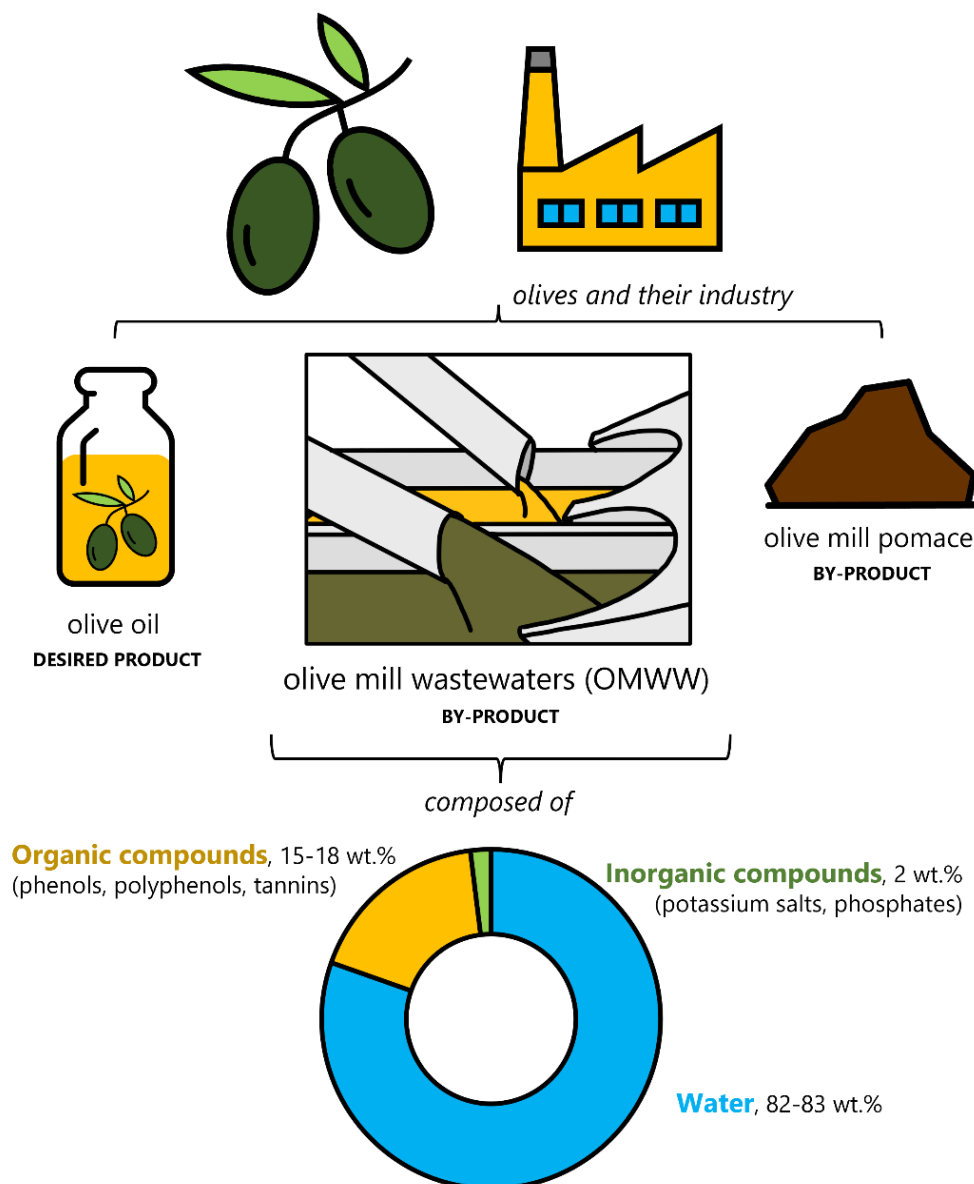 olives and their industry
olive oil
DESIRED PRODUCT
olive mill wastewaters (OMWW)
BY-PRODUCT
olive mill pomace
BY-PRODUCT
composed of
Organic compounds, 15-18 wt.%
(phenols, polyphenols, tannins)
Inorganic compounds, 2 wt.%
(potassium salts, phosphates)
Water, 82-83 wt.%